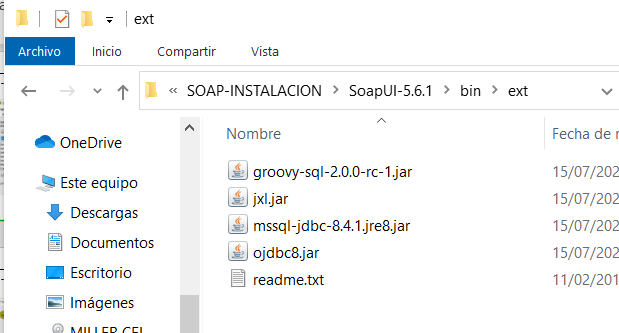 ext
Archivo Inicio Compartir Vista
« SOAP-INSTALACION > SoapUI-5.6.1 > bin > ext
OneDrive
Este equipo
Descargas
Documentos
Escritorio
Imágenes
Nombre Fecha de
groovy-sql-2.0.0-rc-1.jar 15/07/202
jxl.jar 15/07/202
mssql-jdbc-8.4.1.jre8.jar 15/07/202
ojdbc8.jar 15/07/202
readme.txt 11/02/201